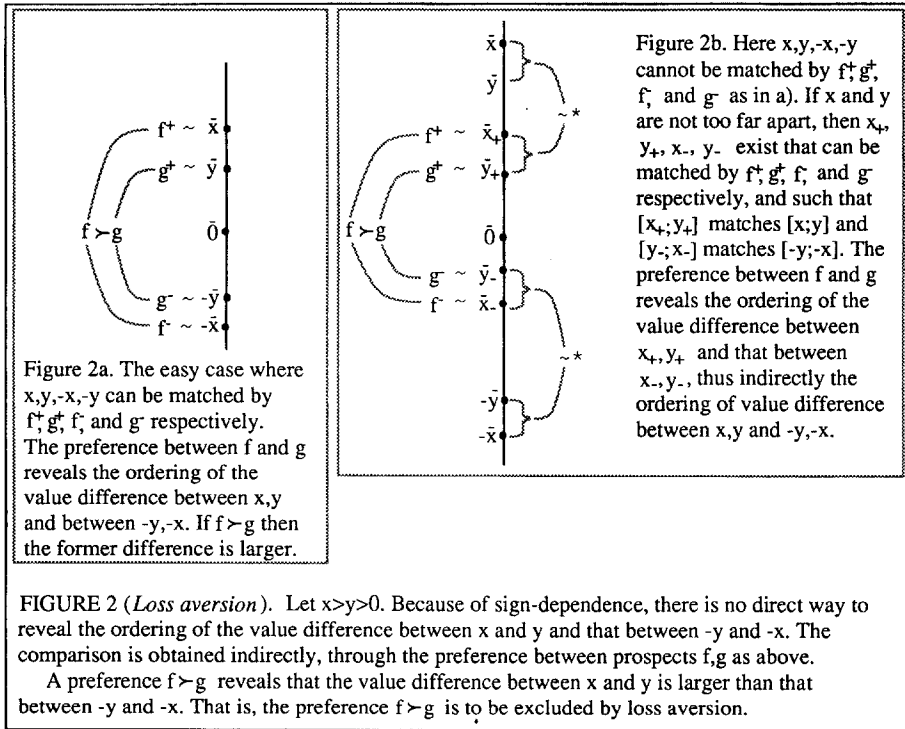 f⁺ ~ x̄
g⁺ ~ ȳ
0̄
f ≻ g
g⁻ ~ -ȳ
f⁻ ~ -x̄
Figure 2a. The easy case where
x,y,-x,-y can be matched by
f⁺, g⁺, f⁻, and g⁻ respectively.
The preference between f and g
reveals the ordering of the
value difference between x,y
and between -y,-x. If f ≻ g then
the former difference is larger.
x̄
ȳ
~*
f⁺ ~ x̄₊
g⁺ ~ ȳ₊
f ≻ g
0̄
g⁻ ~ ȳ₋
f⁻ ~ x̄₋
~*
-ȳ
-x̄
Figure 2b. Here x,y,-x,-y
cannot be matched by f⁺, g⁺,
f⁻, and g⁻ as in a). If x and y
are not too far apart, then x₊,
y₊, x₋, y₋ exist that can be
matched by f⁺, g⁺, f⁻, and g⁻
respectively, and such that
[x₊;y₊] matches [x;y] and
[y₋;x₋] matches [-y;-x]. The
preference between f and g
reveals the ordering of the
value difference between
x₊,y₊ and that between
x₋,y₋, thus indirectly the
ordering of value difference
between x,y and -y,-x.
FIGURE 2 (Loss aversion). Let x>y>0. Because of sign-dependence, there is no direct way to
reveal the ordering of the value difference between x and y and that between -y and -x. The
comparison is obtained indirectly, through the preference between prospects f,g as above.
A preference f ≻ g reveals that the value difference between x and y is larger than that
between -y and -x. That is, the preference f ≻ g is to be excluded by loss aversion.